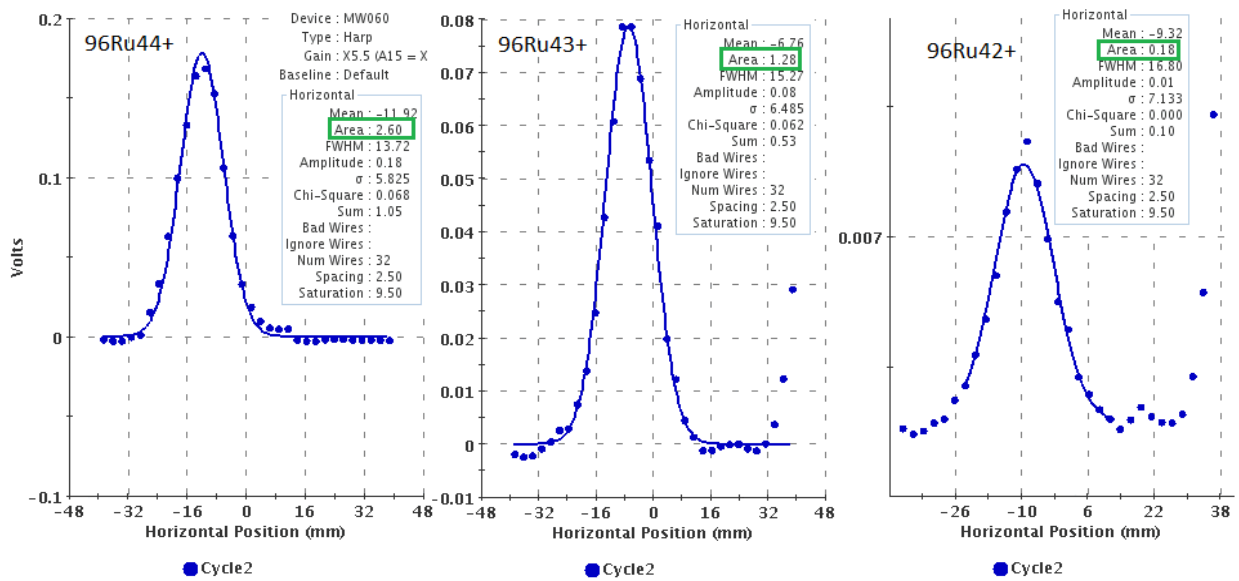 96Ru44+
Device : MW060
Type : Harp
Gain : X5.5 (A15 = X
Baseline : Default
Horizontal
Mean : -11.92
Area : 2.60
FWHM : 13.72
Amplitude : 0.18
σ : 5.825
Chi-Square : 0.068
Sum : 1.05
Bad Wires :
Ignore Wires :
Num Wires : 32
Spacing : 2.50
Saturation : 9.50
0.2
0.1
0
-0.1
Volts
-48 -32 -16 0 16 32 48
Horizontal Position (mm)
Cycle2
96Ru43+
Horizontal
Mean : -6.76
Area : 1.28
FWHM : 15.27
Amplitude : 0.08
σ : 6.485
Chi-Square : 0.062
Sum : 0.53
Bad Wires :
Ignore Wires :
Num Wires : 32
Spacing : 2.50
Saturation : 9.50
0.08
0.07
0.06
0.05
0.04
0.03
0.02
0.01
0
-0.01
-48 -32 -16 0 16 32 48
Horizontal Position (mm)
Cycle2
96Ru42+
Horizontal
Mean : -9.32
Area : 0.18
FWHM : 16.80
Amplitude : 0.01
σ : 7.133
Chi-Square : 0.000
Sum : 0.10
Bad Wires :
Ignore Wires :
Num Wires : 32
Spacing : 2.50
Saturation : 9.50
0.007
-26 -10 6 22 38
Horizontal Position (mm)
Cycle2